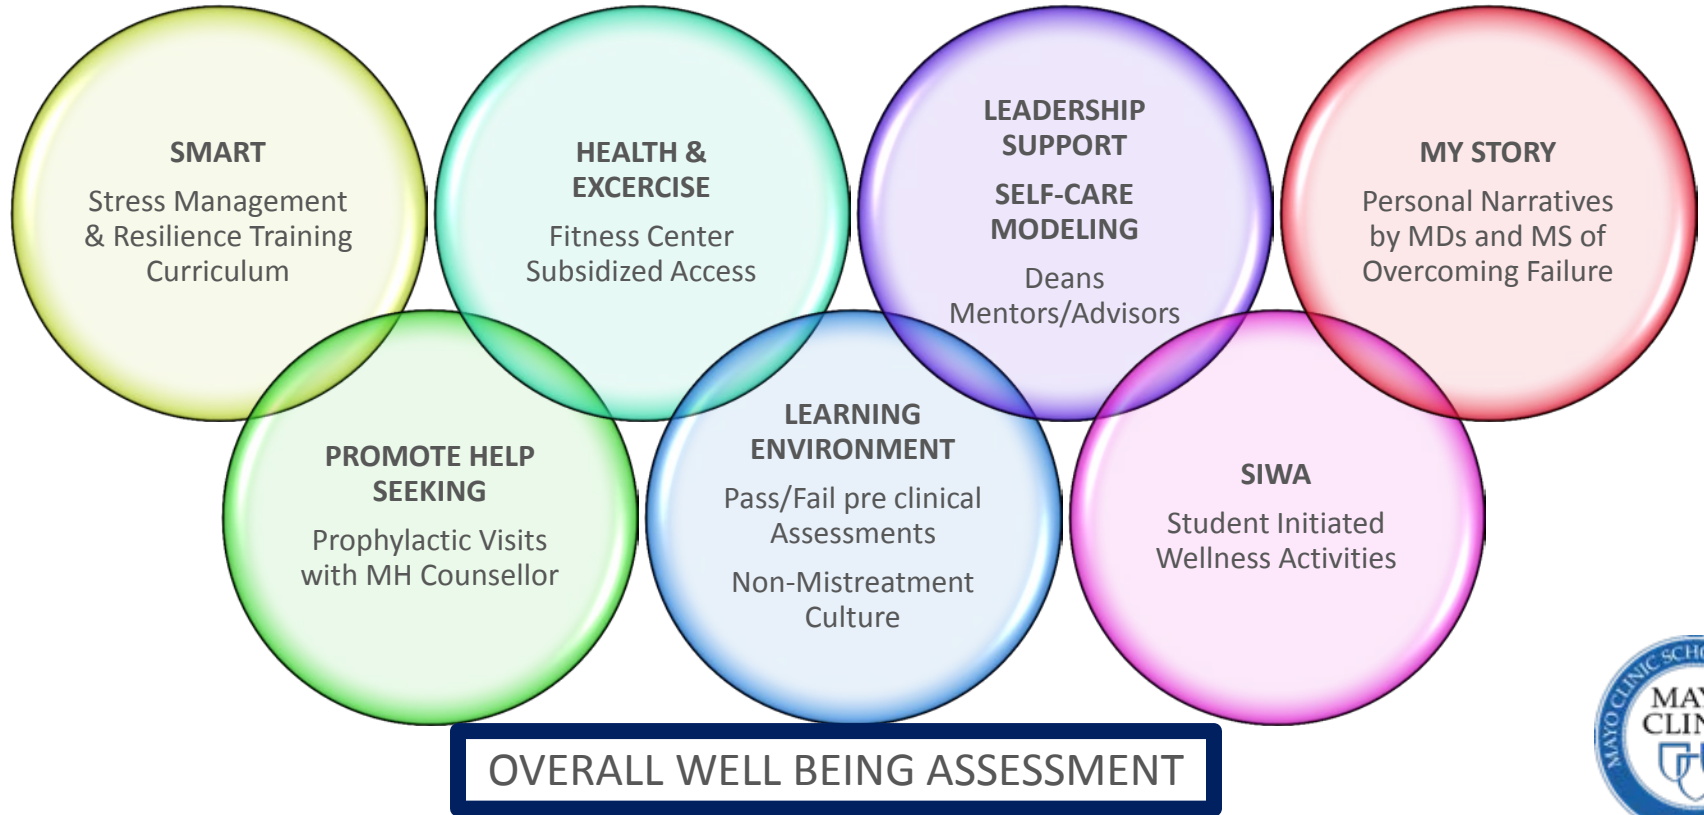 SMART
Stress Management
& Resilience Training
Curriculum
HEALTH &
EXCERCISE
Fitness Center
Subsidized Access
LEADERSHIP
SUPPORT
SELF-CARE
MODELING
Deans
Mentors/Advisors
MY STORY
Personal Narratives
by MDs and MS of
Overcoming Failure
PROMOTE HELP
SEEKING
Prophylactic Visits
with MH Counsellor
LEARNING
ENVIRONMENT
Pass/Fail pre clinical
Assessments
Non-Mistreatment
Culture
SIWA
Student Initiated
Wellness Activities
OVERALL WELL BEING ASSESSMENT
MAYO CLINIC